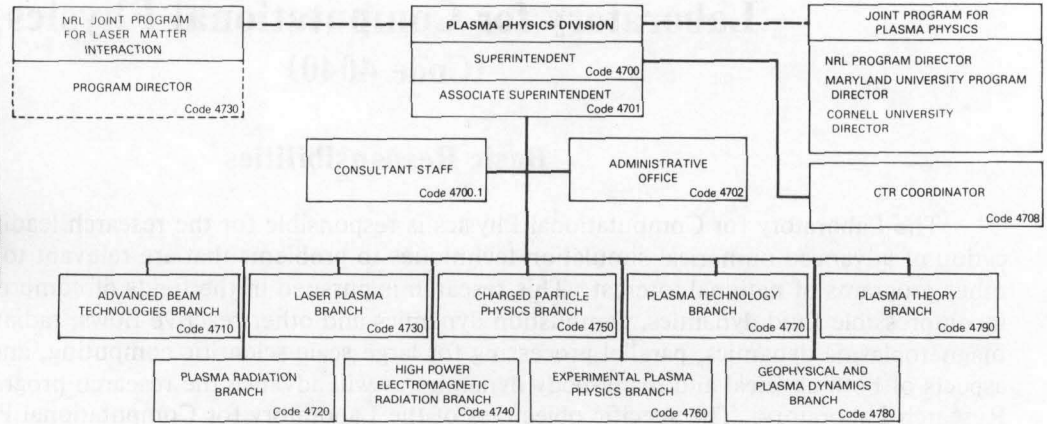 NRL JOINT PROGRAM
FOR LASER MATTER
INTERACTION
PROGRAM DIRECTOR
Code 4730
PLASMA PHYSICS DIVISION
SUPERINTENDENT
Code 4700
ASSOCIATE SUPERINTENDENT
Code 4701
JOINT PROGRAM FOR
PLASMA PHYSICS
NRL PROGRAM DIRECTOR
MARYLAND UNIVERSITY PROGRAM
DIRECTOR
CORNELL UNIVERSITY
DIRECTOR
CONSULTANT STAFF
Code 4700.1
ADMINISTRATIVE
OFFICE
Code 4702
CTR COORDINATOR
Code 4708
ADVANCED BEAM
TECHNOLOGIES BRANCH
Code 4710
LASER PLASMA
BRANCH
Code 4730
CHARGED PARTICLE
PHYSICS BRANCH
Code 4750
PLASMA TECHNOLOGY
BRANCH
Code 4770
PLASMA THEORY
BRANCH
Code 4790
PLASMA RADIATION
BRANCH
Code 4720
HIGH POWER
ELECTROMAGNETIC
RADIATION BRANCH
Code 4740
EXPERIMENTAL PLASMA
PHYSICS BRANCH
Code 4760
GEOPHYSICAL AND
PLASMA DYNAMICS
BRANCH
Code 4780